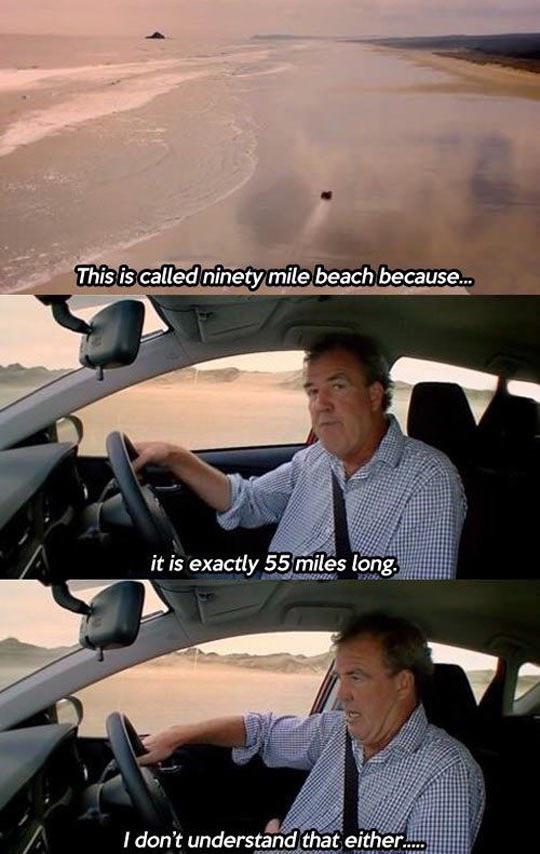 This is called ninety mile beach because...
it is exactly 55 miles long.
I don't understand that either.....